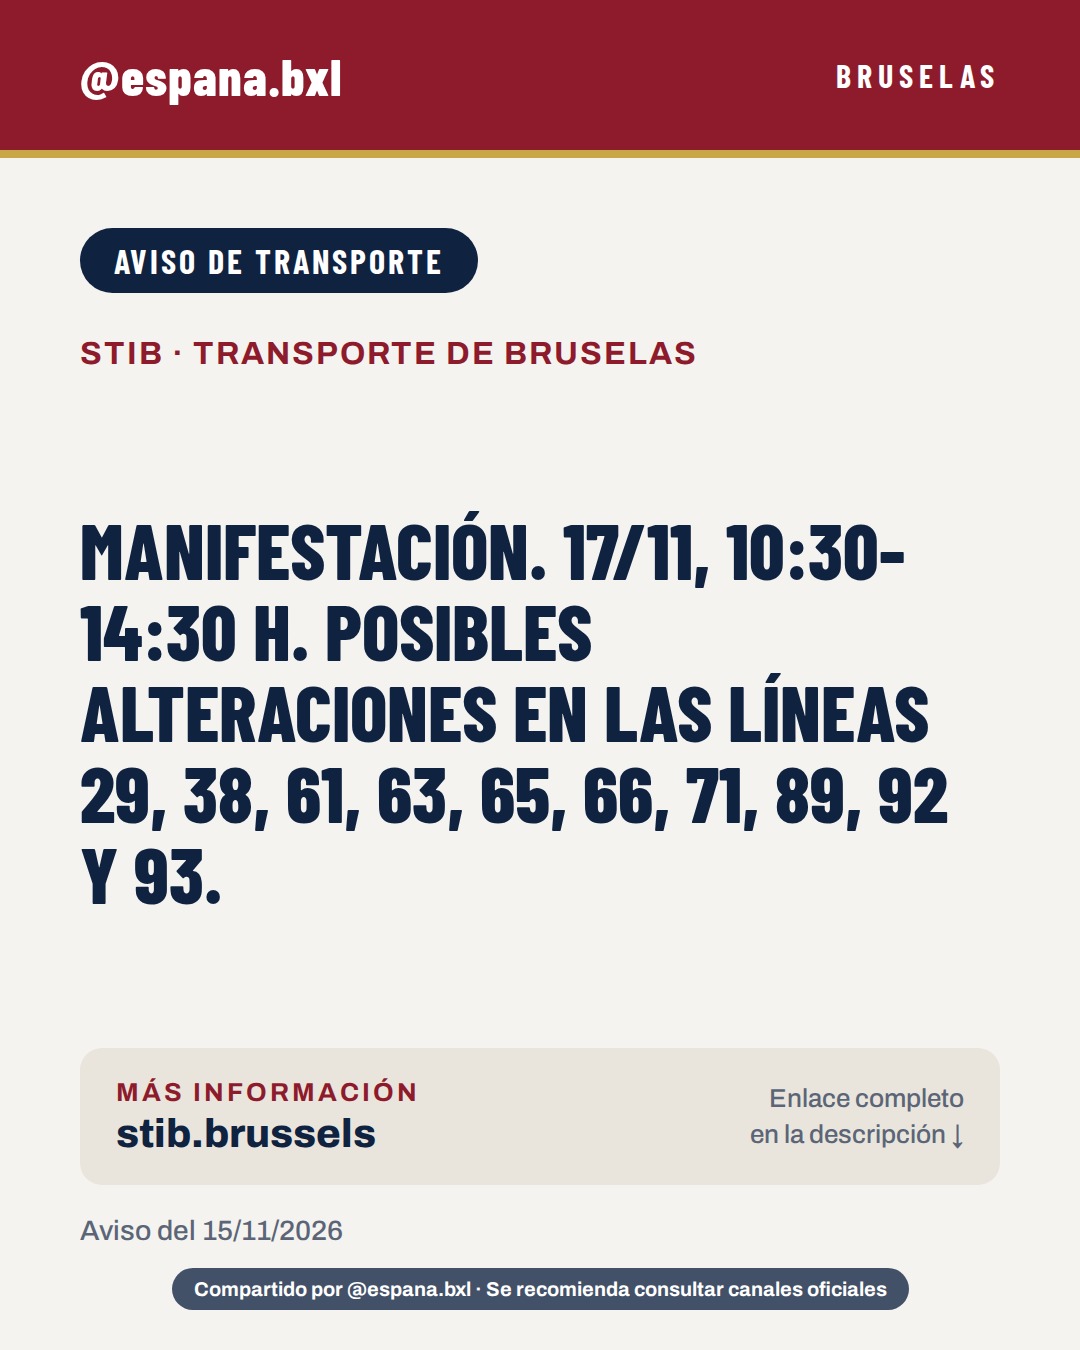 @espana.bxl
BRUSELAS
AVISO DE TRANSPORTE
STIB · TRANSPORTE DE BRUSELAS
MANIFESTACIÓN. 17/11, 10:30–
14:30 H. POSIBLES
ALTERACIONES EN LAS LÍNEAS
29, 38, 61, 63, 65, 66, 71, 89, 92
Y 93.
MÁS INFORMACIÓN
stib.brussels
Enlace completo
en la descripción ↓
Aviso del 15/11/2026
Compartido por @espana.bxl · Se recomienda consultar canales oficiales